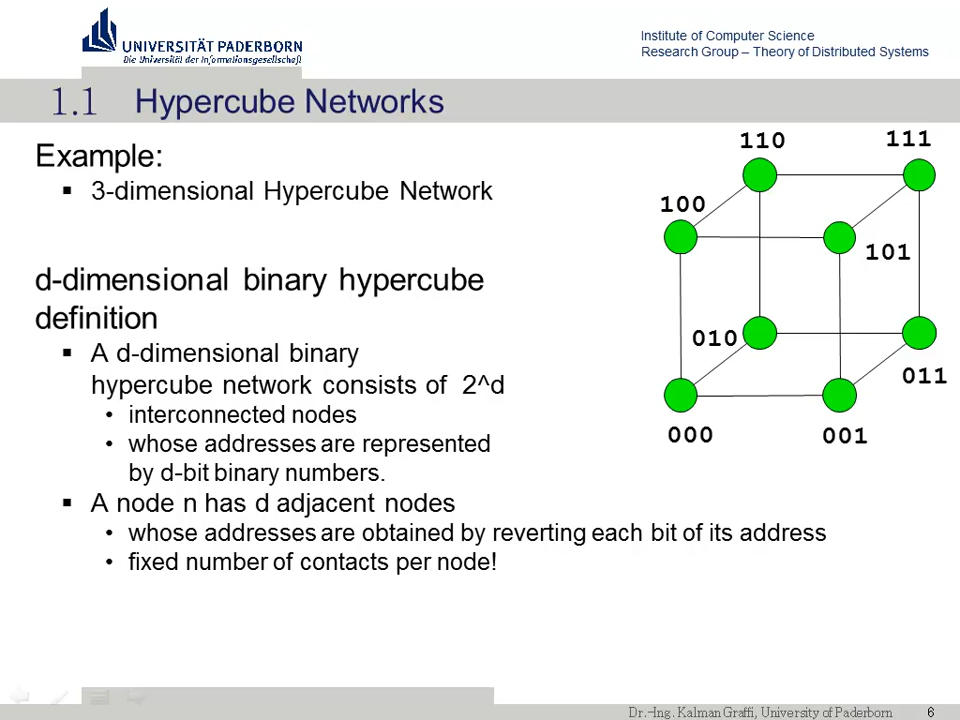 UNIVERSITÄT PADERBORN
Die Universität der Informationsgesellschaft
Institute of Computer Science
Research Group – Theory of Distributed Systems
1.1 Hypercube Networks
Example:
▪ 3-dimensional Hypercube Network
d-dimensional binary hypercube
definition
▪ A d-dimensional binary
hypercube network consists of 2^d
• interconnected nodes
• whose addresses are represented
by d-bit binary numbers.
▪ A node n has d adjacent nodes
• whose addresses are obtained by reverting each bit of its address
• fixed number of contacts per node!
110
111
100
101
010
011
000
001
Dr.-Ing. Kalman Graffi, University of Paderborn 6